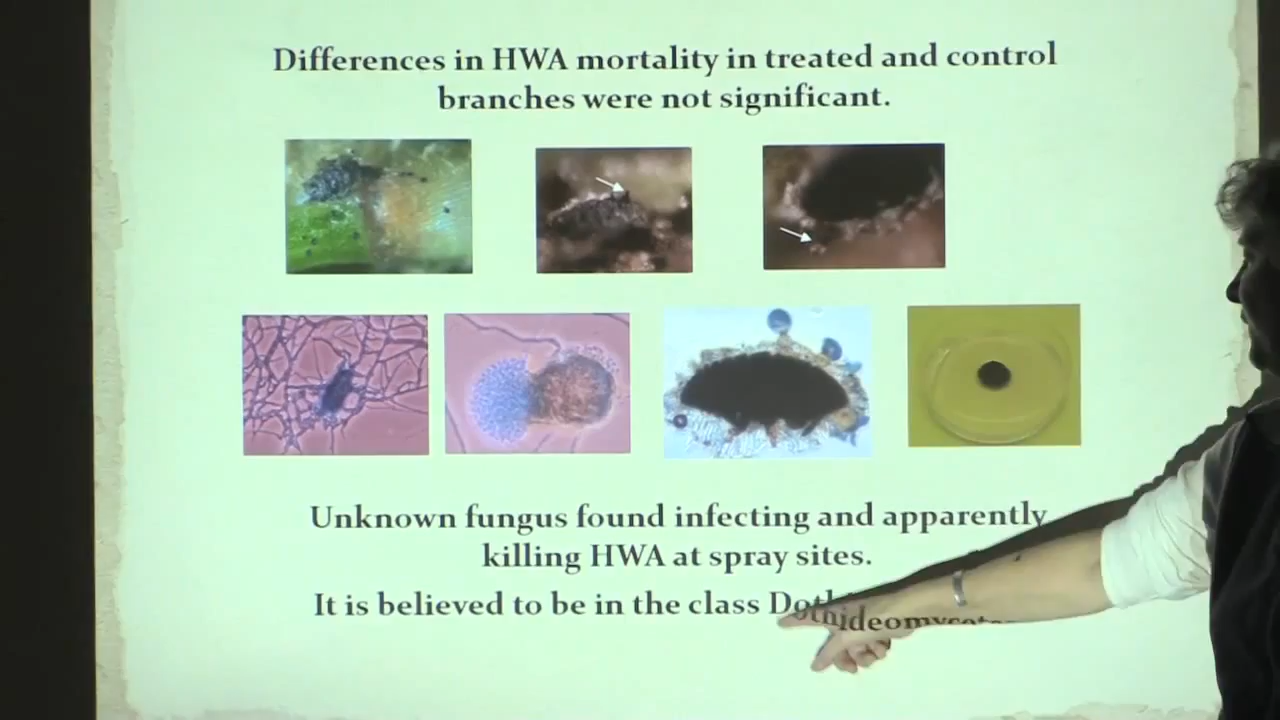 Differences in HWA mortality in treated and control
branches were not significant.
Unknown fungus found infecting and apparently
killing HWA at spray sites.
It is believed to be in the class Dothideomycetes